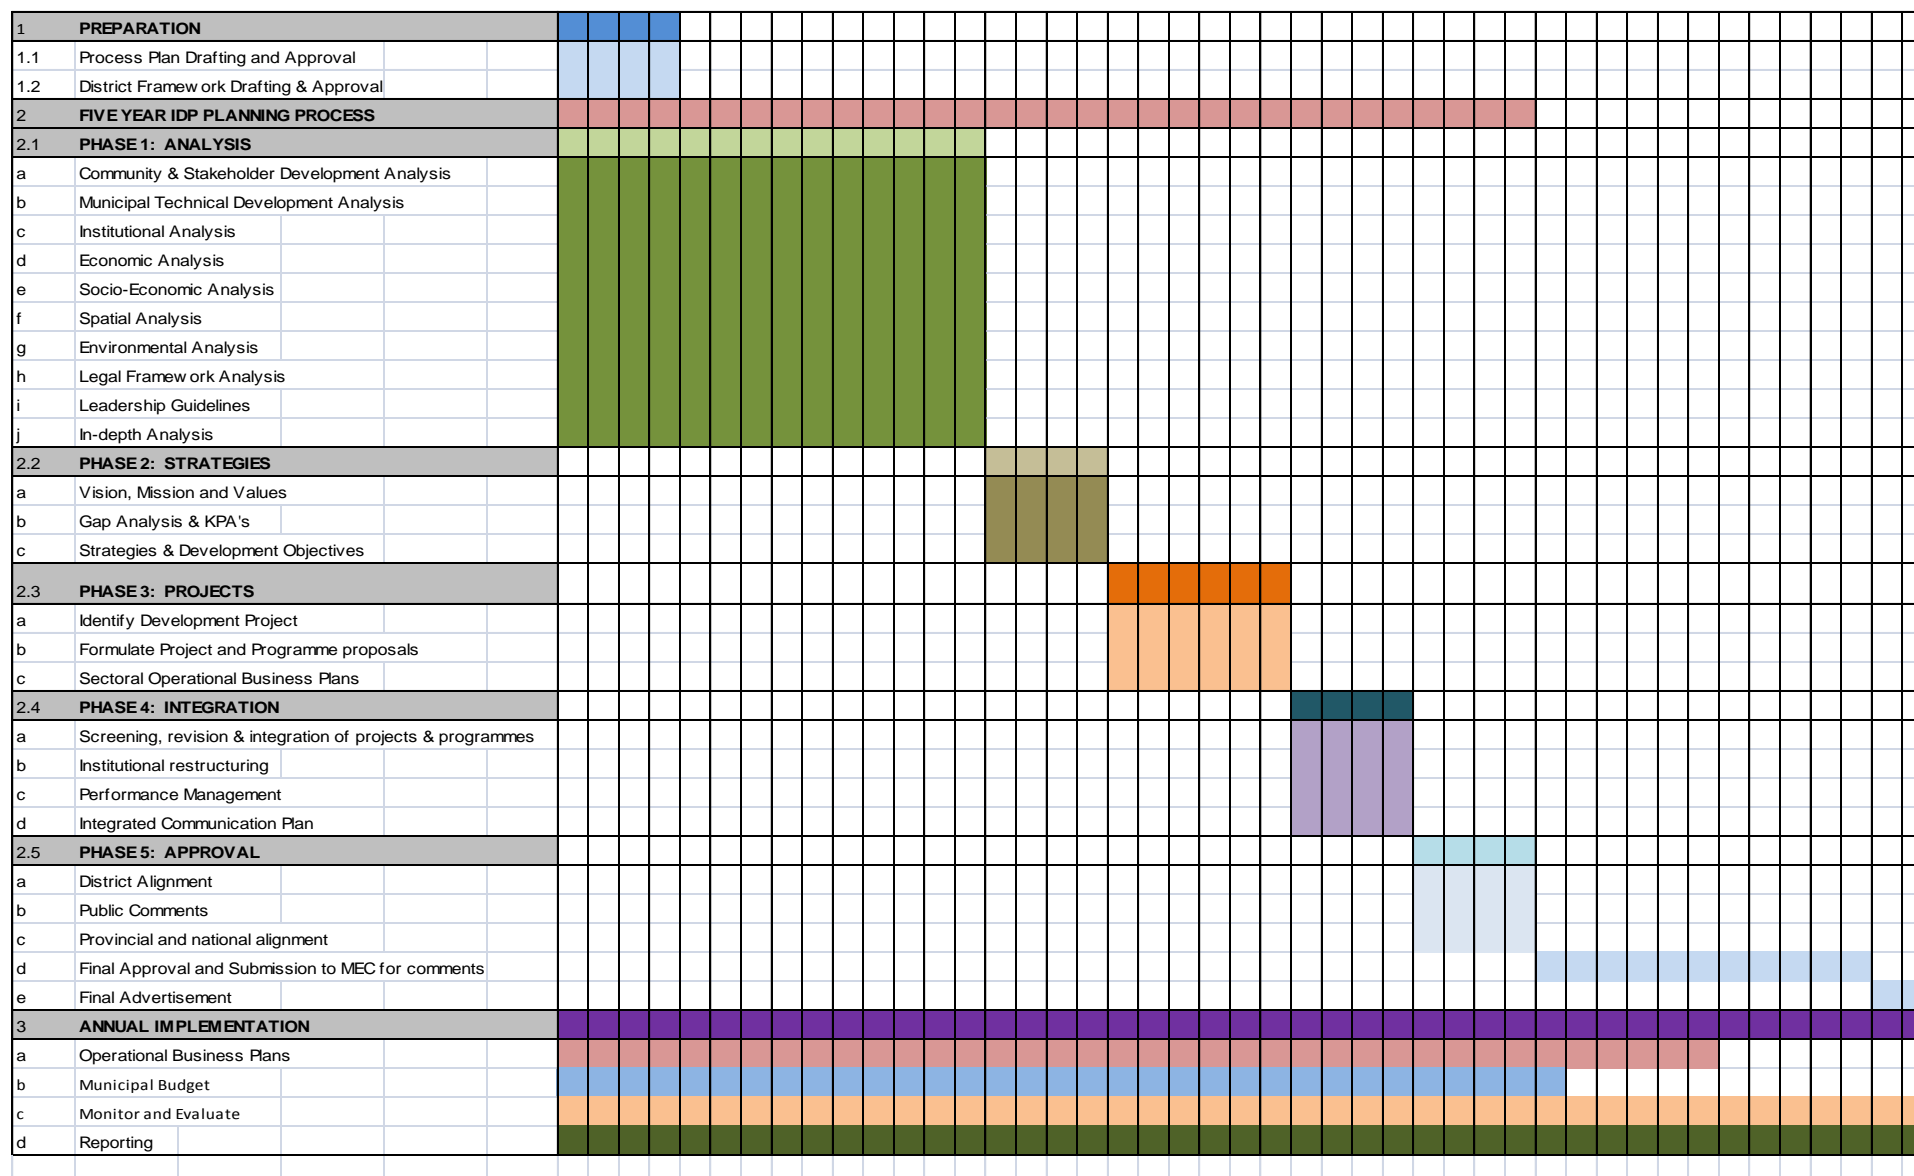 1 PREPARATION
1.1 Process Plan Drafting and Approval
1.2 District Framework Drafting & Approval
2 FIVE YEAR IDP PLANNING PROCESS
2.1 PHASE 1: ANALYSIS
a Community & Stakeholder Development Analysis
b Municipal Technical Development Analysis
c Institutional Analysis
d Economic Analysis
e Socio-Economic Analysis
f Spatial Analysis
g Environmental Analysis
h Legal Framework Analysis
i Leadership Guidelines
j In-depth Analysis
2.2 PHASE 2: STRATEGIES
a Vision, Mission and Values
b Gap Analysis & KPA's
c Strategies & Development Objectives
2.3 PHASE 3: PROJECTS
a Identify Development Project
b Formulate Project and Programme proposals
c Sectoral Operational Business Plans
2.4 PHASE 4: INTEGRATION
a Screening, revision & integration of projects & programmes
b Institutional restructuring
c Performance Management
d Integrated Communication Plan
2.5 PHASE 5: APPROVAL
a District Alignment
b Public Comments
c Provincial and national alignment
d Final Approval and Submission to MEC for comments
e Final Advertisement
3 ANNUAL IMPLEMENTATION
a Operational Business Plans
b Municipal Budget
c Monitor and Evaluate
d Reporting